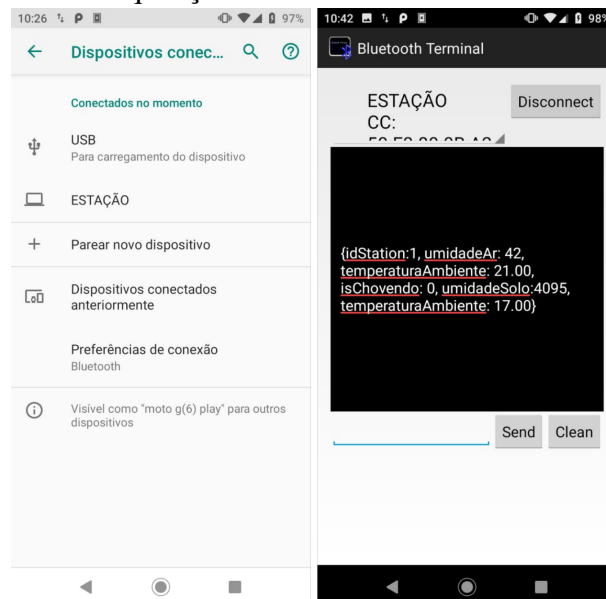 10:26 97%
Dispositivos conec...
Conectados no momento
USB
Para carregamento do dispositivo
ESTAÇÃO
Parear novo dispositivo
Dispositivos conectados
anteriormente
Preferências de conexão
Bluetooth
Visível como "moto g(6) play" para outros
dispositivos
10:42 98%
Bluetooth Terminal
ESTAÇÃO
CC:
Disconnect
{idStation:1, umidadeAr: 42,
temperaturaAmbiente: 21.00,
isChovendo: 0, umidadeSolo:4095,
temperaturaAmbiente: 17.00}
Send Clean